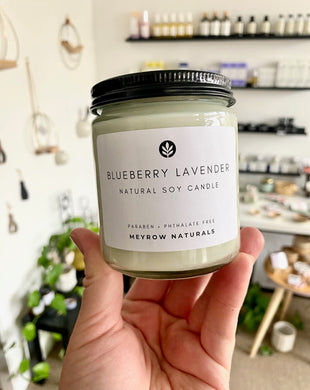 BLUEBERRY LAVENDER
NATURAL SOY CANDLE
PARABEN + PHTHALATE FREE
MEYROW NATURALS